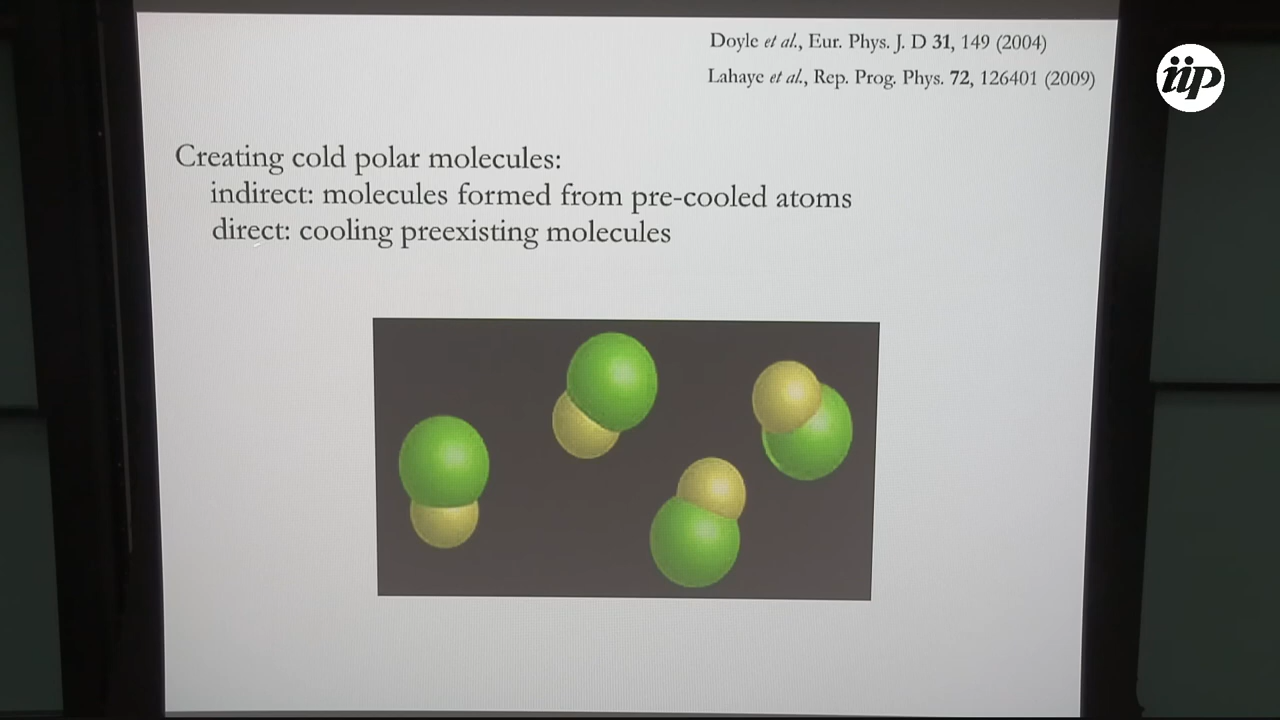 Doyle et al., Eur. Phys. J. D 31, 149 (2004)
Lahaye et al., Rep. Prog. Phys. 72, 126401 (2009)
iip
Creating cold polar molecules:
indirect: molecules formed from pre-cooled atoms
direct: cooling preexisting molecules